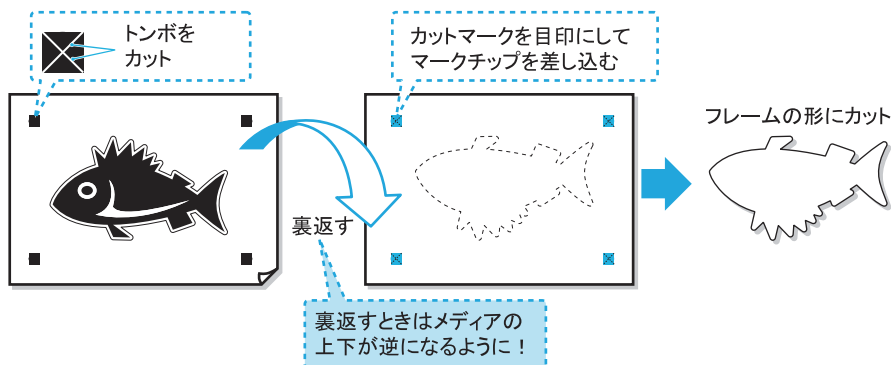 トンボを
カット
カットマークを目印にして
マークチップを差し込む
フレームの形にカット
裏返す
裏返すときはメディアの
上下が逆になるように！